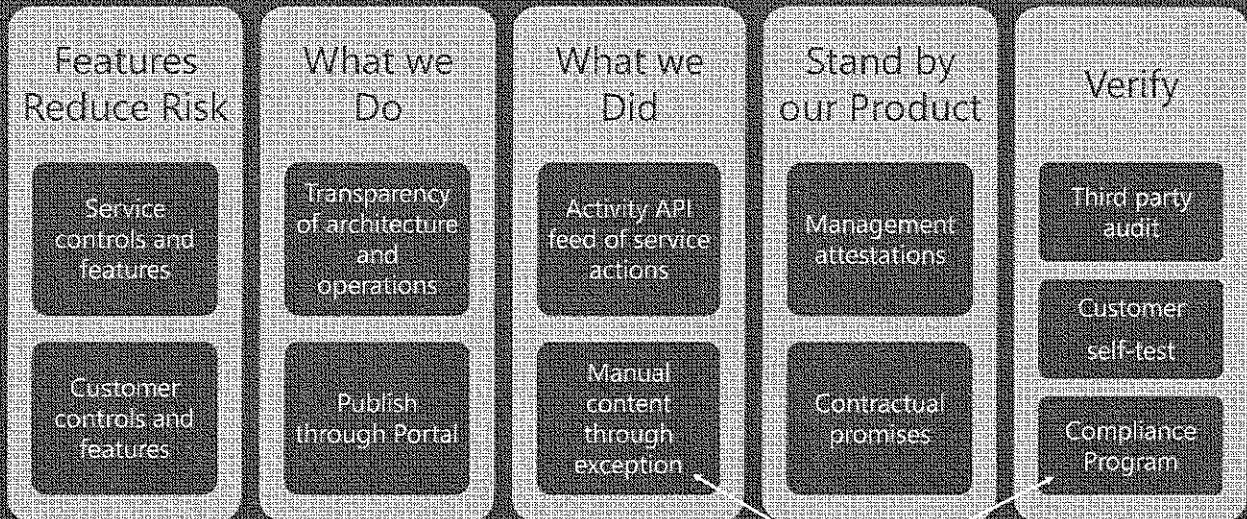 Features
Reduce Risk
Service
controls and
features
Customer
controls and
features
What we
Do
Transparency
of architecture
and
operations
Publish
through Portal
What we
Did
Activity API
feed of service
actions
Manual
content
through
exception
Stand by
our Product
Management
attestations
Contractual
promises
Verify
Third party
audit
Customer
self-test
Compliance
Program